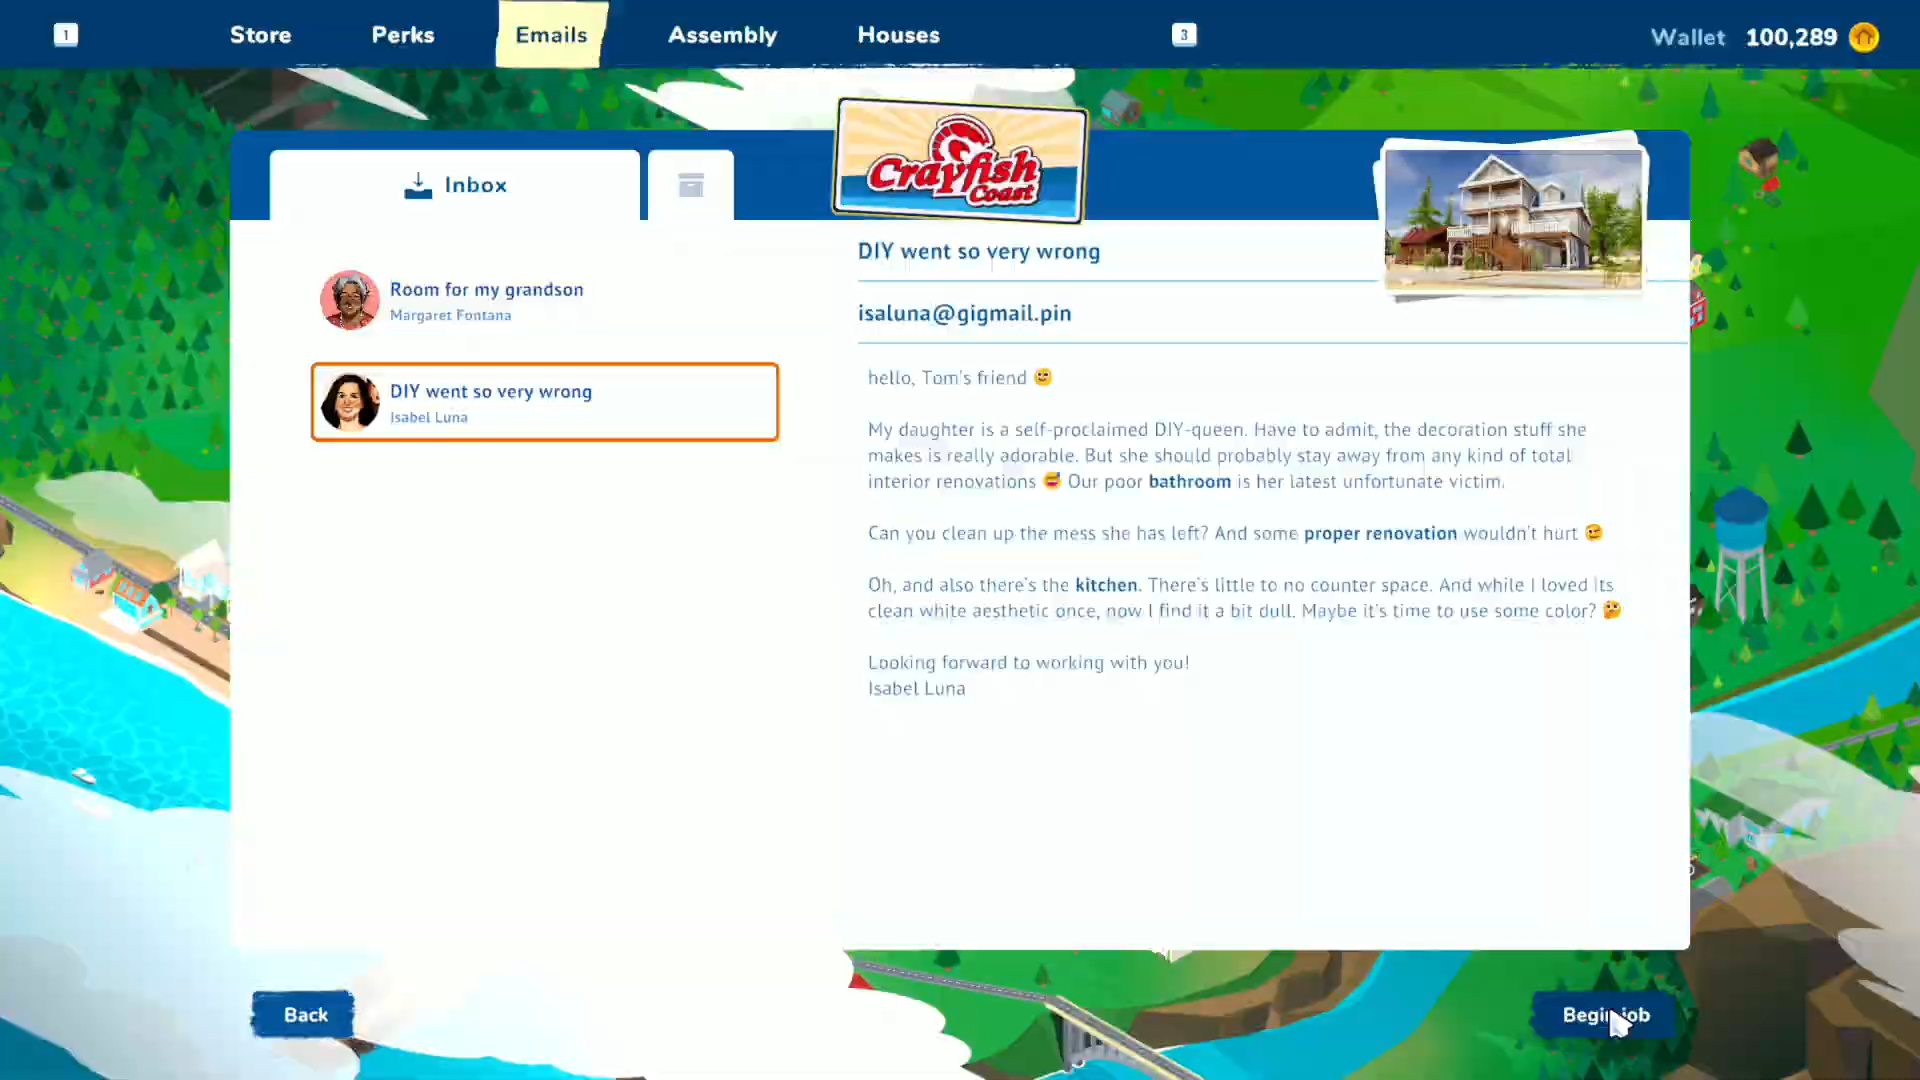 1
Store
Perks
Emails
Assembly
Houses
3
Wallet 100,289
Inbox
Crayfish
Coast
Room for my grandson
Margaret Fontana
DIY went so very wrong
Isabel Luna
DIY went so very wrong
isaluna@gigmail.pin
hello, Tom's friend
My daughter is a self-proclaimed DIY-queen. Have to admit, the decoration stuff she
makes is really adorable. But she should probably stay away from any kind of total
interior renovations Our poor bathroom is her latest unfortunate victim.
Can you clean up the mess she has left? And some proper renovation wouldn't hurt
Oh, and also there's the kitchen. There's little to no counter space. And while I loved its
clean white aesthetic once, now I find it a bit dull. Maybe it's time to use some color?
Looking forward to working with you!
Isabel Luna
Back
Begin job